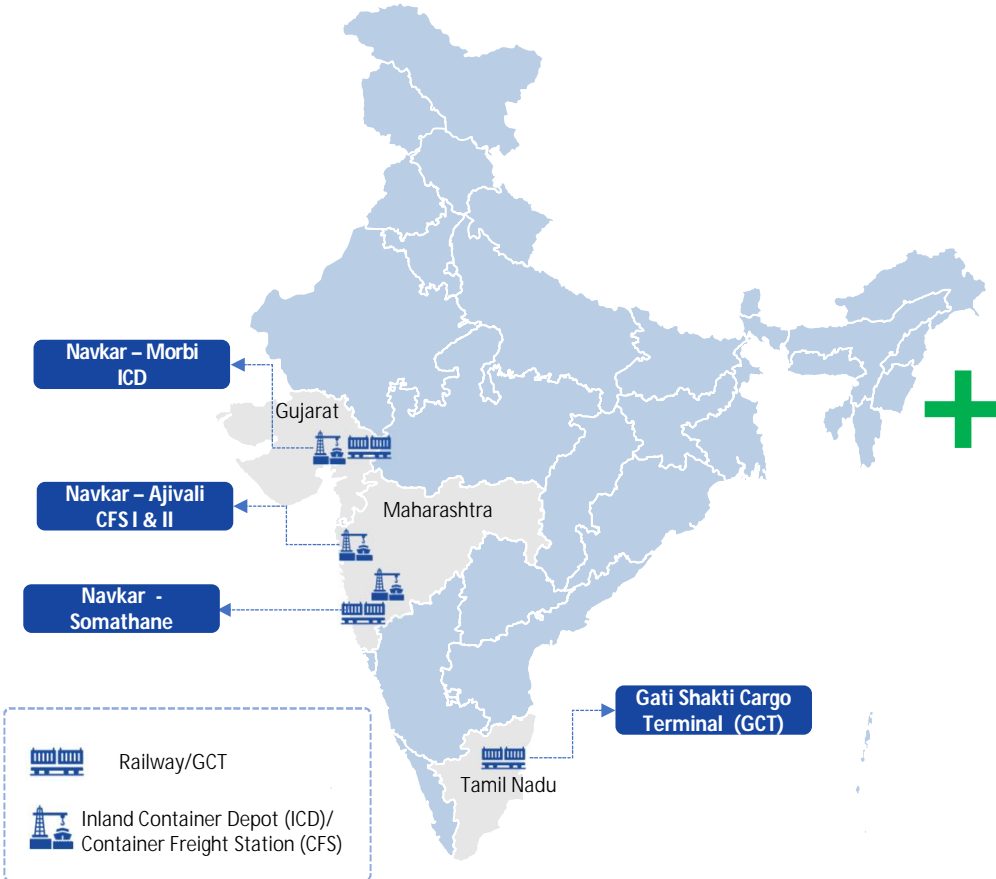 Navkar – Morbi
ICD
Gujarat
Navkar – Ajivali
CFS I & II
Maharashtra
Navkar -
Somathane
Gati Shakti Cargo
Terminal (GCT)
Tamil Nadu
Railway/GCT
Inland Container Depot (ICD)/
Container Freight Station (CFS)